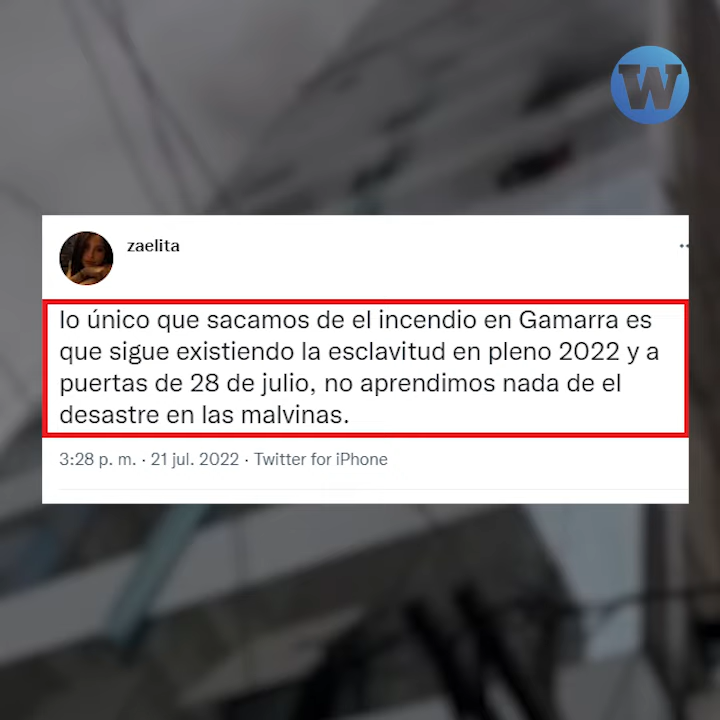 W
zaelita
lo único que sacamos de el incendio en Gamarra es
que sigue existiendo la esclavitud en pleno 2022 y a
puertas de 28 de julio, no aprendimos nada de el
desastre en las malvinas.
3:28 p. m. · 21 jul. 2022 · Twitter for iPhone